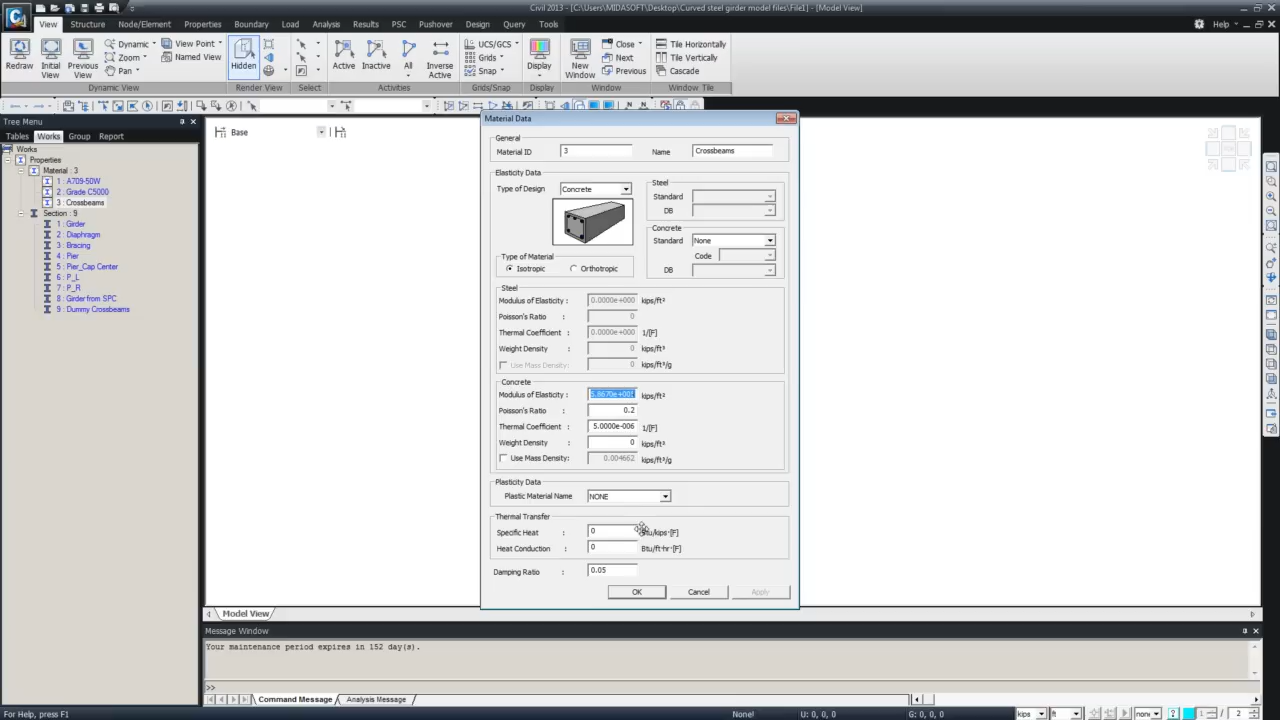 Civil 2013 - [C:\Users\MIDASOFT\Desktop\Curved steel girder model files\File1] - [Model View]
View Structure Node/Element Properties Boundary Load Analysis Results PSC Pushover Design Query Tools Help
Redraw Initial View Previous View Dynamic Zoom Pan View Point Named View Hidden Active Inactive All Inverse Active UCS/GCS Grids Snap Display New Window Close Next Previous Tile Horizontally Tile Vertically Cascade
Dynamic View Render View Select Activities Grids/Snap Display Window Window Tile
Tree Menu
Tables Works Group Report
Base
Works
Properties
Material : 3
1 : A709-50W
2 : Grade C5000
3 : Crossbeams
Section : 9
1 : Girder
2 : Diaphragm
3 : Bracing
4 : Pier
5 : Pier_Cap Center
6 : P_L
7 : P_R
8 : Girder from SPC
9 : Dummy Crossbeams
Material Data
General
Material ID 3 Name Crossbeams
Elasticity Data
Type of Design Concrete
Steel
Standard
DB
Concrete
Standard None
Code
DB
Type of Material
Isotropic Orthotropic
Steel
Modulus of Elasticity : 0.0000e+000 kips/ft²
Poisson's Ratio : 0
Thermal Coefficient : 0.0000e+000 1/[F]
Weight Density : 0 kips/ft³
Use Mass Density: 0 kips/ft³/g
Concrete
Modulus of Elasticity : kips/ft²
Poisson's Ratio : 0.2
Thermal Coefficient : 5.0000e-006 1/[F]
Weight Density : 0 kips/ft³
Use Mass Density: 0.004662 kips/ft³/g
Plasticity Data
Plastic Material Name NONE
Thermal Transfer
Specific Heat : 0 Btu/kips·[F]
Heat Conduction : 0 Btu/ft·hr·[F]
Damping Ratio : 0.05
OK Cancel Apply
Model View
Message Window
Your maintenance period expires in 152 day(s).
>>
Command Message Analysis Message
For Help, press F1 None! U: 0, 0, 0 G: 0, 0, 0 kips ft none ? 1 / 2